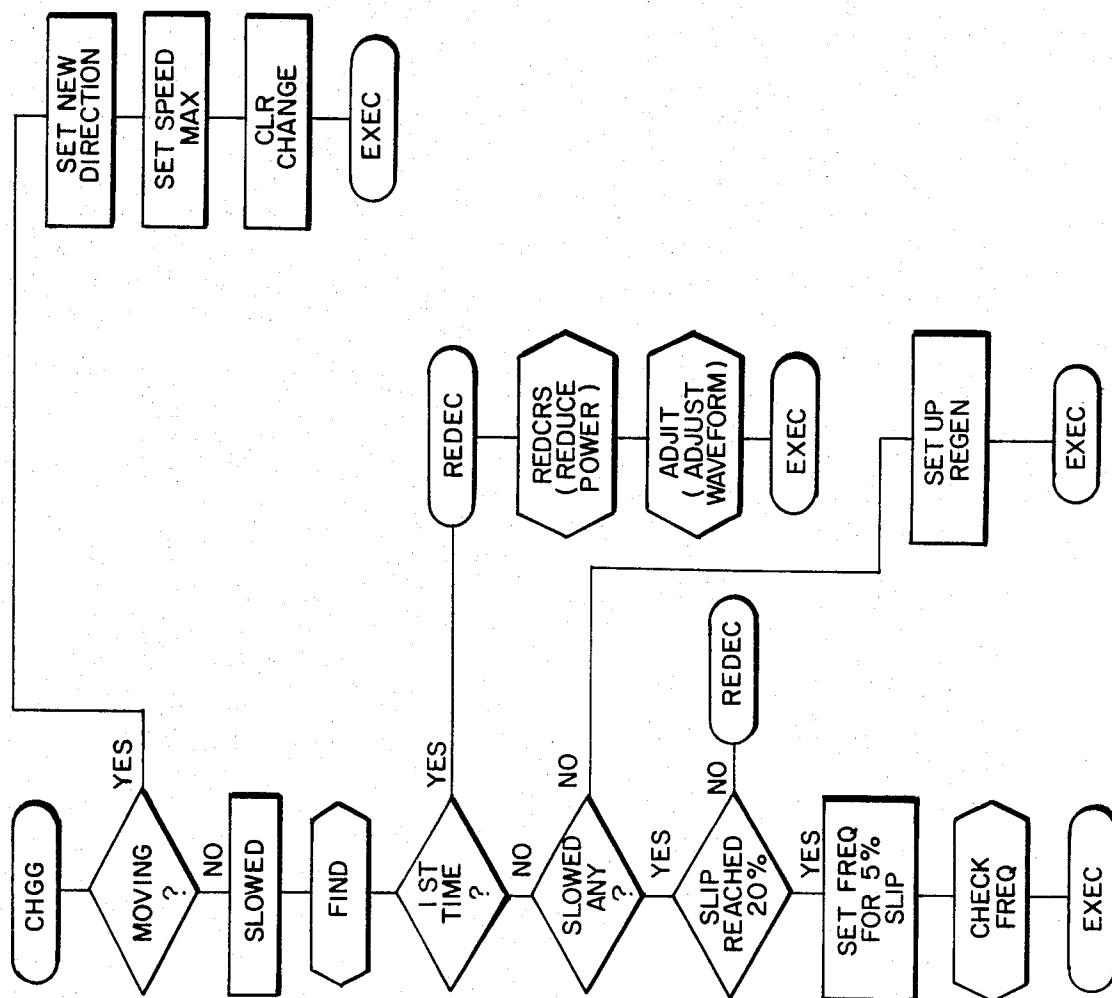 CHGG
MOVING
?
YES
NO
SLOWED
FIND
1 ST
TIME
?
YES
NO
SLOWED
ANY
?
NO
YES
SLIP
REACHED
20%
NO
REDEC
YES
SET FREQ
FOR 5%
SLIP
CHECK
FREQ
EXEC
REDEC
REDCRS
( REDUCE
POWER )
ADJIT
( ADJUST
WAVEFORM)
EXEC
SET UP
REGEN
EXEC
SET NEW
DIRECTION
SET SPEED
MAX
CLR
CHANGE
EXEC